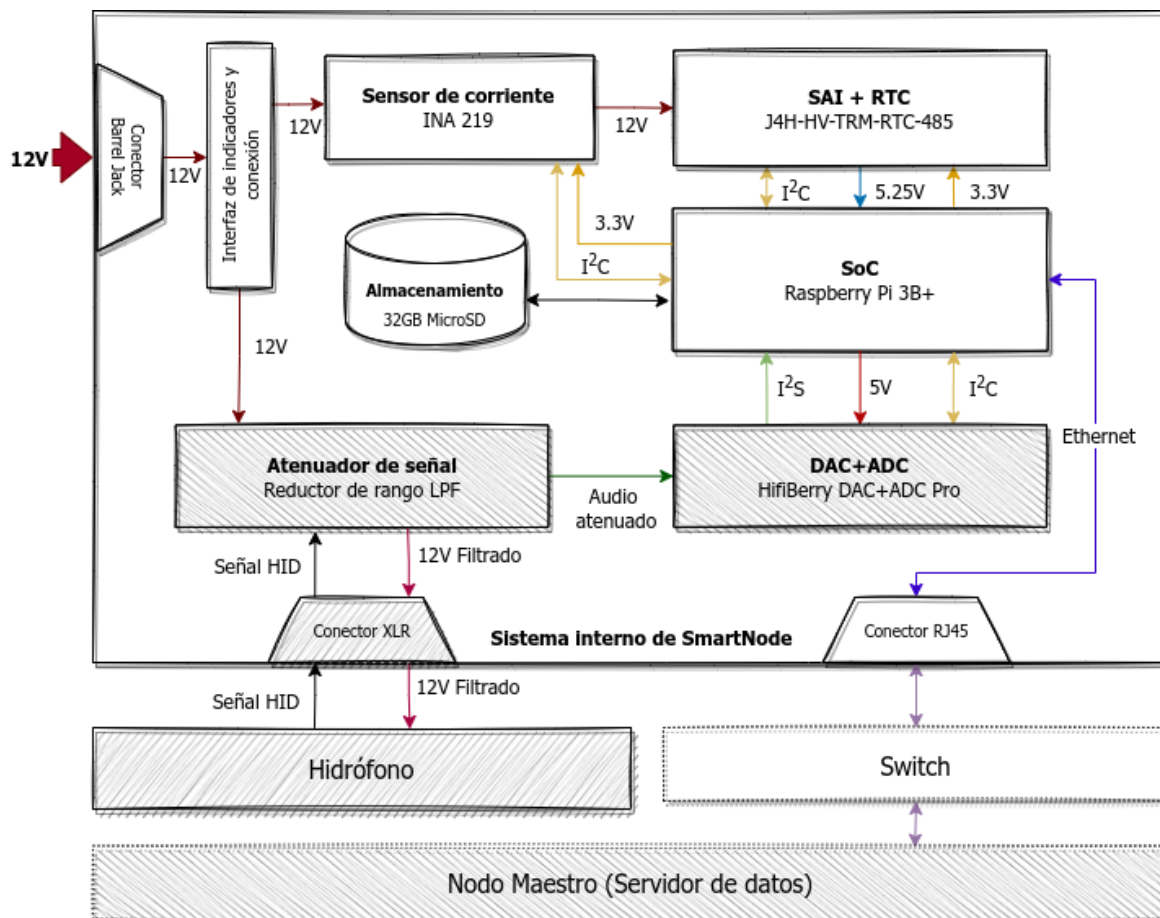 Sensor de corriente
INA 219
SAI + RTC
J4H-HV-TRM-RTC-485
12V
Conector
Barrel Jack
12V
Interfaz de indicadores y
conexión
12V
12V
I²C
5.25V
3.3V
3.3V
I²C
SoC
Raspberry Pi 3B+
Almacenamiento
32GB MicroSD
12V
I²S
5V
I²C
Ethernet
Atenuador de señal
Reductor de rango LPF
Audio
atenuado
DAC+ADC
HifiBerry DAC+ADC Pro
Señal HID
12V Filtrado
Conector XLR
Sistema interno de SmartNode
Conector RJ45
Señal HID
12V Filtrado
Hidrófono
Switch
Nodo Maestro (Servidor de datos)